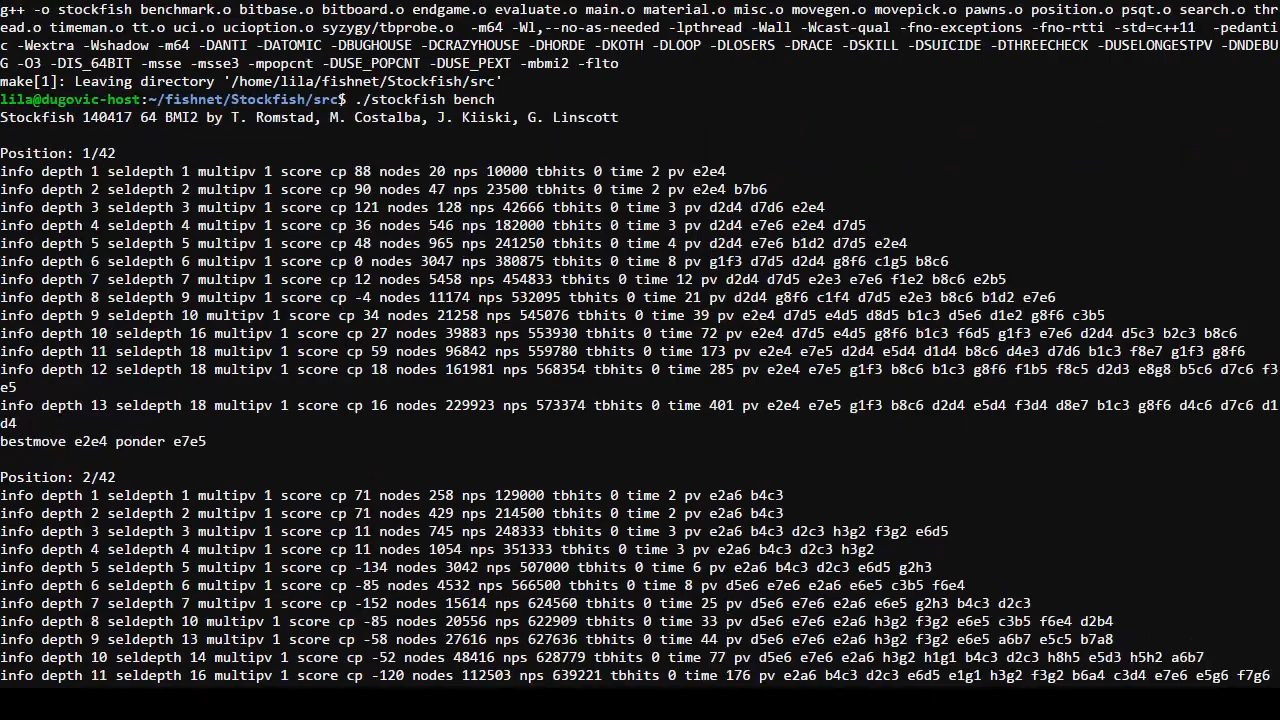 g++ -o stockfish benchmark.o bitbase.o bitboard.o endgame.o evaluate.o main.o material.o misc.o movegen.o movepick.o pawns.o position.o psqt.o search.o th
read.o timeman.o tt.o uci.o ucioption.o syzygy/tbprobe.o  -m64 -Wl,--no-as-needed -lpthread -Wall -Wcast-qual -fno-exceptions -fno-rtti -std=c++11  -pedanti
c -Wextra -Wshadow -m64 -DANTI -DATOMIC -DBUGHOUSE -DCRAZYHOUSE -DHORDE -DKOTH -DLOOP -DLOSERS -DRACE -DSKILL -DSUICIDE -DTHREECHECK -DUSELONGESTPV -DNDEBU
G -O3 -DIS_64BIT -msse -msse3 -mpopcnt -DUSE_POPCNT -DUSE_PEXT -mbmi2 -flto
make[1]: Leaving directory '/home/lila/fishnet/Stockfish/src'
lila@dugovic-host:~/fishnet/Stockfish/src$ ./stockfish bench
Stockfish 140417 64 BMI2 by T. Romstad, M. Costalba, J. Kiiski, G. Linscott

Position: 1/42
info depth 1 seldepth 1 multipv 1 score cp 88 nodes 20 nps 10000 tbhits 0 time 2 pv e2e4
info depth 2 seldepth 2 multipv 1 score cp 90 nodes 47 nps 23500 tbhits 0 time 2 pv e2e4 b7b6
info depth 3 seldepth 3 multipv 1 score cp 121 nodes 128 nps 42666 tbhits 0 time 3 pv d2d4 d7d6 e2e4
info depth 4 seldepth 4 multipv 1 score cp 36 nodes 546 nps 182000 tbhits 0 time 3 pv d2d4 e7e6 e2e4 d7d5
info depth 5 seldepth 5 multipv 1 score cp 48 nodes 965 nps 241250 tbhits 0 time 4 pv d2d4 e7e6 b1d2 d7d5 e2e4
info depth 6 seldepth 6 multipv 1 score cp 0 nodes 3047 nps 380875 tbhits 0 time 8 pv g1f3 d7d5 d2d4 g8f6 c1g5 b8c6
info depth 7 seldepth 7 multipv 1 score cp 12 nodes 5458 nps 454833 tbhits 0 time 12 pv d2d4 d7d5 e2e3 e7e6 f1e2 b8c6 e2b5
info depth 8 seldepth 9 multipv 1 score cp -4 nodes 11174 nps 532095 tbhits 0 time 21 pv d2d4 g8f6 c1f4 d7d5 e2e3 b8c6 b1d2 e7e6
info depth 9 seldepth 10 multipv 1 score cp 34 nodes 21258 nps 545076 tbhits 0 time 39 pv e2e4 d7d5 e4d5 d8d5 b1c3 d5e6 d1e2 g8f6 c3b5
info depth 10 seldepth 16 multipv 1 score cp 27 nodes 39883 nps 553930 tbhits 0 time 72 pv e2e4 d7d5 e4d5 g8f6 b1c3 f6d5 g1f3 e7e6 d2d4 d5c3 b2c3 b8c6
info depth 11 seldepth 18 multipv 1 score cp 59 nodes 96842 nps 559780 tbhits 0 time 173 pv e2e4 e7e5 d2d4 e5d4 d1d4 b8c6 d4e3 d7d6 b1c3 f8e7 g1f3 g8f6
info depth 12 seldepth 18 multipv 1 score cp 18 nodes 161981 nps 568354 tbhits 0 time 285 pv e2e4 e7e5 g1f3 b8c6 b1c3 g8f6 f1b5 f8c5 d2d3 e8g8 b5c6 d7c6 f3
e5
info depth 13 seldepth 18 multipv 1 score cp 16 nodes 229923 nps 573374 tbhits 0 time 401 pv e2e4 e7e5 g1f3 b8c6 d2d4 e5d4 f3d4 d8e7 b1c3 g8f6 d4c6 d7c6 d1
d4
bestmove e2e4 ponder e7e5

Position: 2/42
info depth 1 seldepth 1 multipv 1 score cp 71 nodes 258 nps 129000 tbhits 0 time 2 pv e2a6 b4c3
info depth 2 seldepth 2 multipv 1 score cp 71 nodes 429 nps 214500 tbhits 0 time 2 pv e2a6 b4c3
info depth 3 seldepth 3 multipv 1 score cp 11 nodes 745 nps 248333 tbhits 0 time 3 pv e2a6 b4c3 d2c3 h3g2 f3g2 e6d5
info depth 4 seldepth 4 multipv 1 score cp 11 nodes 1054 nps 351333 tbhits 0 time 3 pv e2a6 b4c3 d2c3 h3g2
info depth 5 seldepth 5 multipv 1 score cp -134 nodes 3042 nps 507000 tbhits 0 time 6 pv e2a6 b4c3 d2c3 e6d5 g2h3
info depth 6 seldepth 6 multipv 1 score cp -85 nodes 4532 nps 566500 tbhits 0 time 8 pv d5e6 e7e6 e2a6 e6e5 c3b5 f6e4
info depth 7 seldepth 7 multipv 1 score cp -152 nodes 15614 nps 624560 tbhits 0 time 25 pv d5e6 e7e6 e2a6 e6e5 g2h3 b4c3 d2c3
info depth 8 seldepth 10 multipv 1 score cp -85 nodes 20556 nps 622909 tbhits 0 time 33 pv d5e6 e7e6 e2a6 h3g2 f3g2 e6e5 c3b5 f6e4 d2b4
info depth 9 seldepth 13 multipv 1 score cp -58 nodes 27616 nps 627636 tbhits 0 time 44 pv d5e6 e7e6 e2a6 h3g2 f3g2 e6e5 a6b7 e5c5 b7a8
info depth 10 seldepth 14 multipv 1 score cp -52 nodes 48416 nps 628779 tbhits 0 time 77 pv d5e6 e7e6 e2a6 h3g2 h1g1 b4c3 d2c3 h8h5 e5d3 h5h2 a6b7
info depth 11 seldepth 16 multipv 1 score cp -120 nodes 112503 nps 639221 tbhits 0 time 176 pv e2a6 b4c3 d2c3 e6d5 e1g1 h3g2 f3g2 b6a4 c3d4 e7e6 e5g6 f7g6